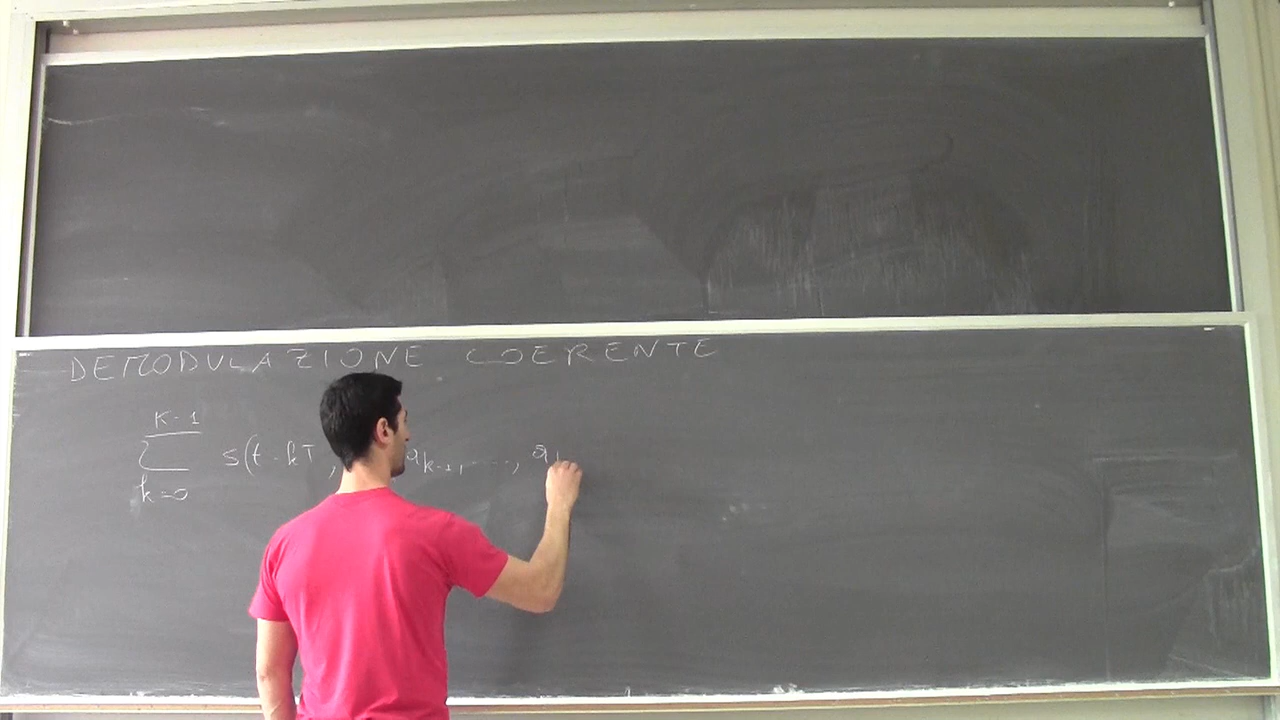 DEMODULAZIONE COERENTE
K-1
∑ s(t-kT, a_{k-1}, ..., a
k=0